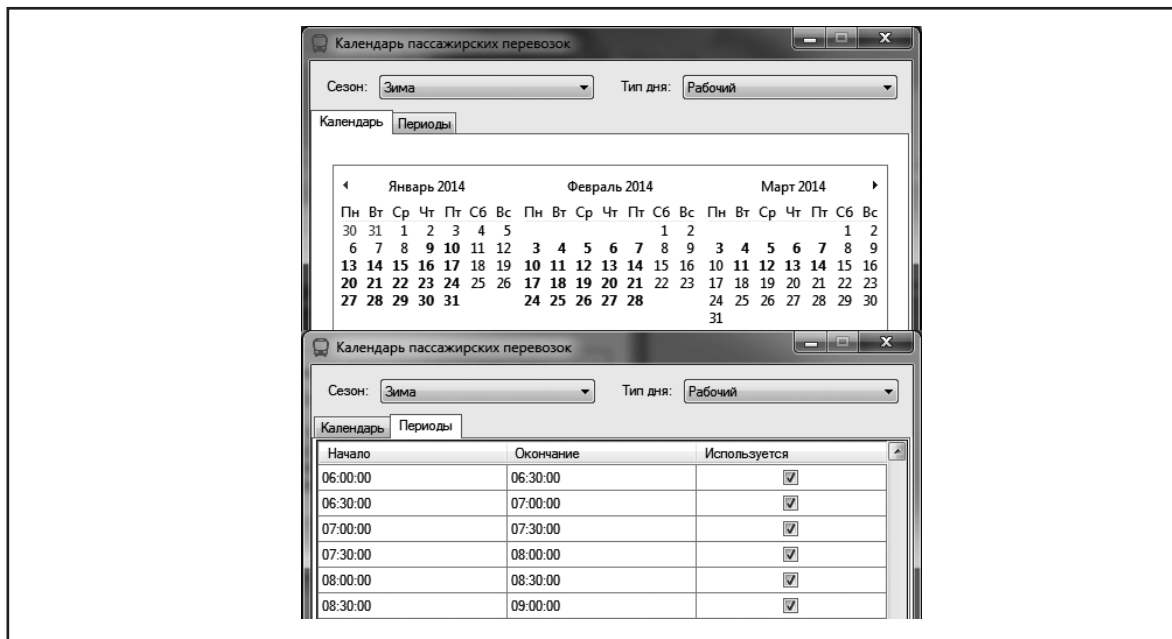 Календарь пассажирских перевозок
Сезон: Зима Тип дня: Рабочий
Календарь Периоды
Январь 2014 Февраль 2014 Март 2014
Пн Вт Ср Чт Пт Сб Вс Пн Вт Ср Чт Пт Сб Вс Пн Вт Ср Чт Пт Сб Вс
30 31 1 2 3 4 5 1 2 1 2
6 7 8 9 10 11 12 3 4 5 6 7 8 9 3 4 5 6 7 8 9
13 14 15 16 17 18 19 10 11 12 13 14 15 16 10 11 12 13 14 15 16
20 21 22 23 24 25 26 17 18 19 20 21 22 23 17 18 19 20 21 22 23
27 28 29 30 31 24 25 26 27 28 24 25 26 27 28 29 30
31
Календарь пассажирских перевозок
Сезон: Зима Тип дня: Рабочий
Календарь Периоды
Начало Окончание Используется
06:00:00 06:30:00
06:30:00 07:00:00
07:00:00 07:30:00
07:30:00 08:00:00
08:00:00 08:30:00
08:30:00 09:00:00